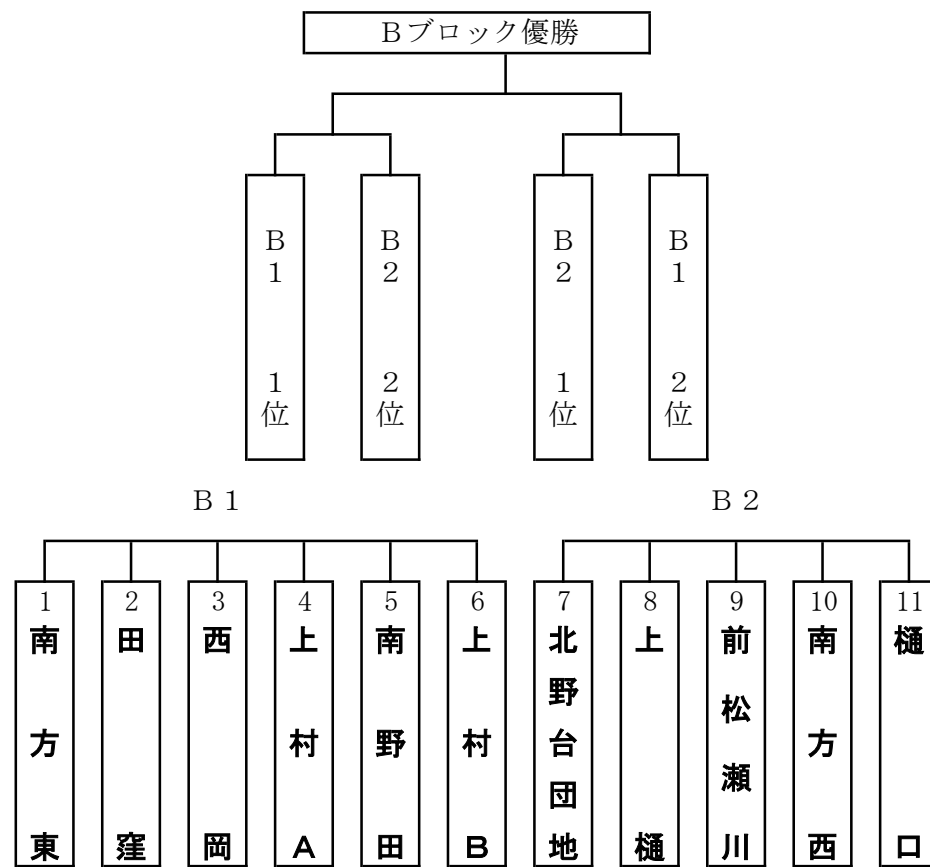 Ｂブロック優勝
Ｂ１ １位
Ｂ２ ２位
Ｂ２ １位
Ｂ１ ２位
Ｂ１
Ｂ２
1 南方東
2 田窪
3 西岡
4 上村Ａ
5 南野田
6 上村Ｂ
7 北野台団地
8 上樋
9 前松瀬川
10 南方西
11 樋口